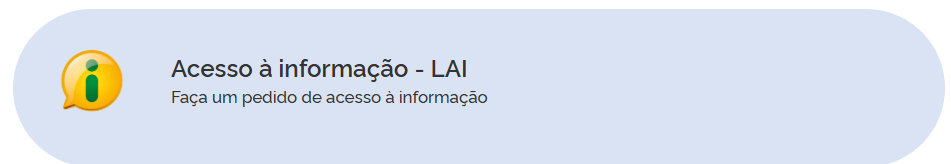 Acesso à informação - LAI
Faça um pedido de acesso à informação